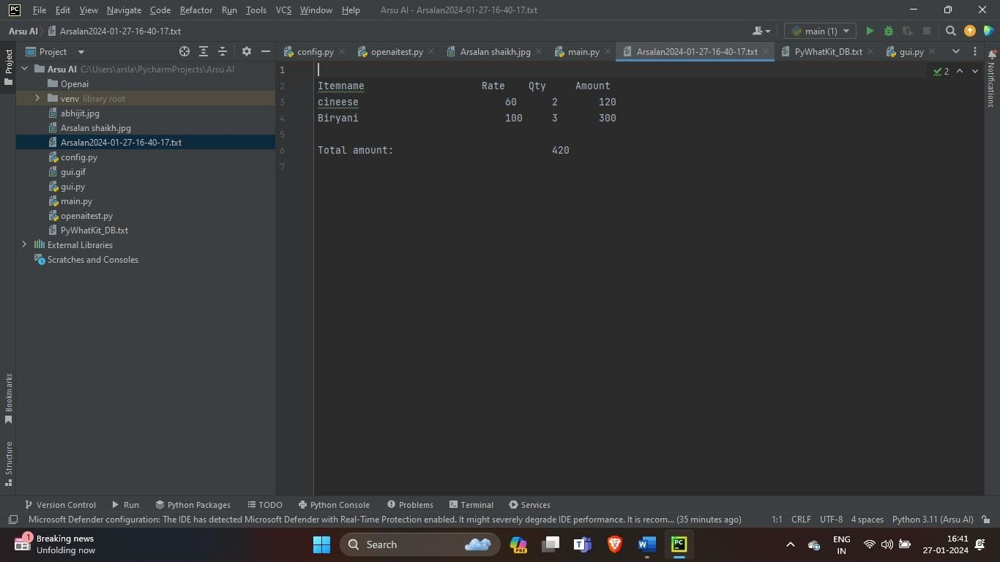 File Edit View Navigate Code Refactor Run Tools VCS Window Help Arsu AI - Arsalan2024-01-27-16-40-17.txt
Arsu AI Arsalan2024-01-27-16-40-17.txt main (1)
Project
Project
config.py openaitest.py Arsalan shaikh.jpg main.py Arsalan2024-01-27-16-40-17.txt PyWhatKit_DB.txt gui.py
Arsu AI C:\Users\arsla\PycharmProjects\Arsu AI
Openai
venv library root
abhijit.jpg
Arsalan shaikh.jpg
Arsalan2024-01-27-16-40-17.txt
config.py
gui.gif
gui.py
main.py
openaitest.py
PyWhatKit_DB.txt
External Libraries
Scratches and Consoles
1
2 Itemname Rate Qty Amount
3 cineese 60 2 120
4 Biryani 100 3 300
5
6 Total amount: 420
7
2
Notifications
Bookmarks
Structure
Version Control Run Python Packages TODO Python Console Problems Terminal Services
Microsoft Defender configuration: The IDE has detected Microsoft Defender with Real-Time Protection enabled. It might severely degrade IDE performance. It is recom... (35 minutes ago) 1:1 CRLF UTF-8 4 spaces Python 3.11 (Arsu AI)
1 Breaking news
Unfolding now
Search
PRE
PC
ENG
IN
16:41
27-01-2024